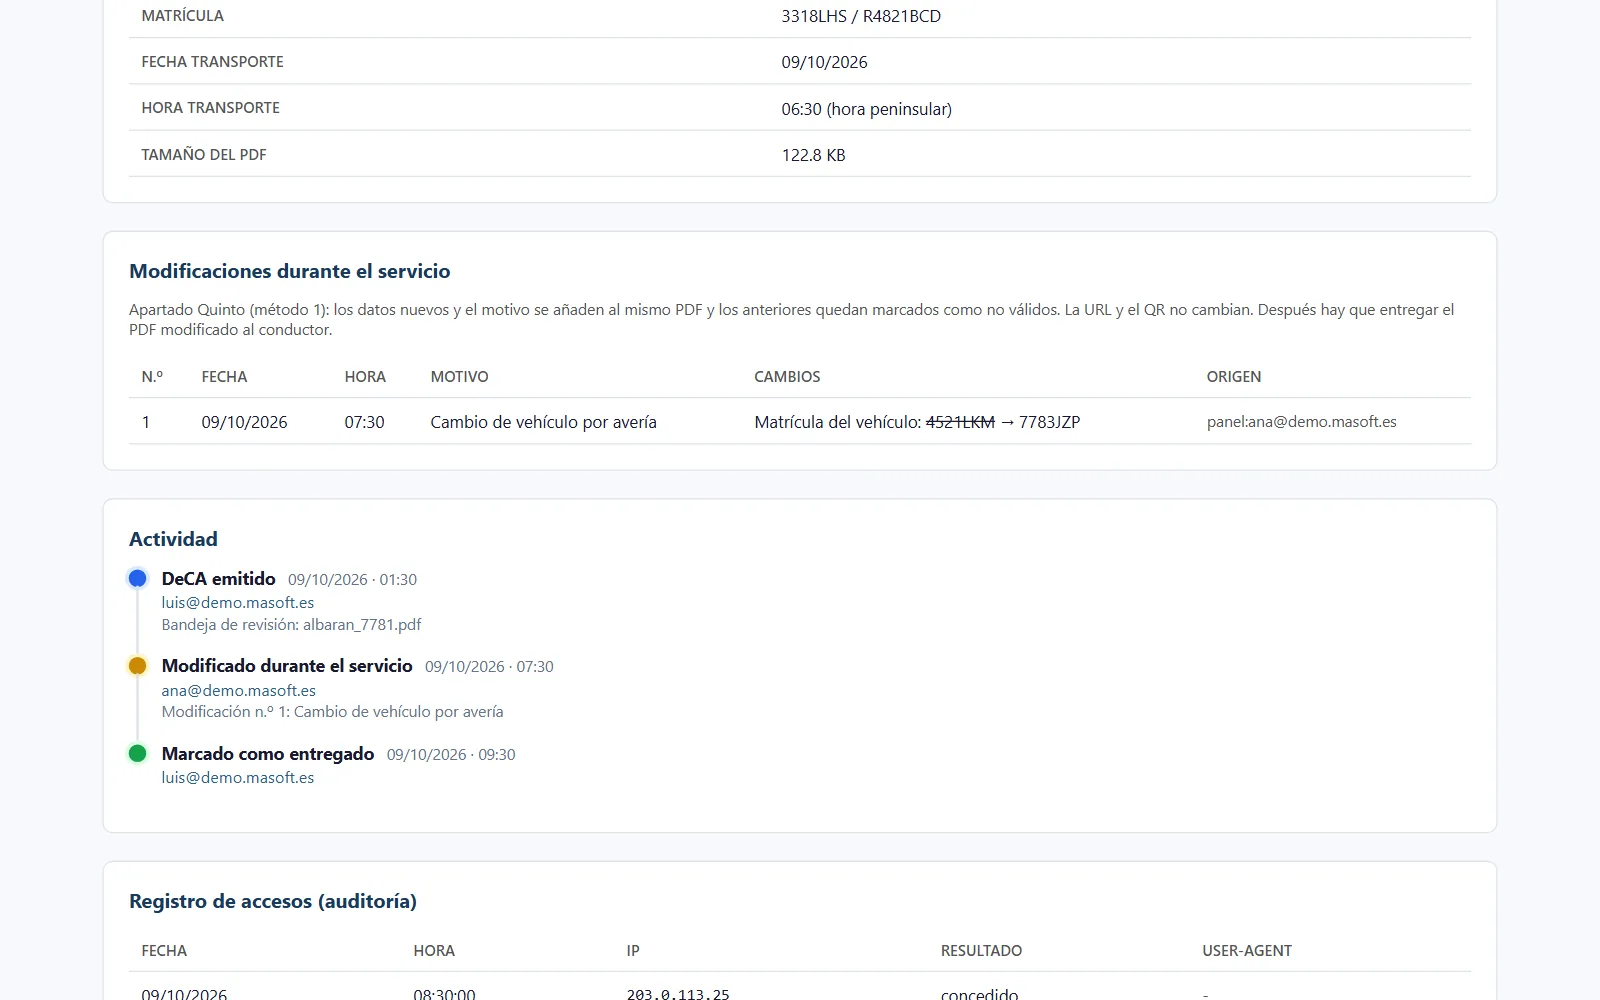 MATRÍCULA 3318LHS / R4821BCD
FECHA TRANSPORTE 09/10/2026
HORA TRANSPORTE 06:30 (hora peninsular)
TAMAÑO DEL PDF 122.8 KB
Modificaciones durante el servicio
Apartado Quinto (método 1): los datos nuevos y el motivo se añaden al mismo PDF y los anteriores quedan marcados como no válidos. La URL y el QR no cambian. Después hay que entregar el
PDF modificado al conductor.
N.º FECHA HORA MOTIVO CAMBIOS ORIGEN
1 09/10/2026 07:30 Cambio de vehículo por avería Matrícula del vehículo: 4521LKM → 7783JZP panel:ana@demo.masoft.es
Actividad
DeCA emitido 09/10/2026 · 01:30
luis@demo.masoft.es
Bandeja de revisión: albaran_7781.pdf
Modificado durante el servicio 09/10/2026 · 07:30
ana@demo.masoft.es
Modificación n.º 1: Cambio de vehículo por avería
Marcado como entregado 09/10/2026 · 09:30
luis@demo.masoft.es
Registro de accesos (auditoría)
FECHA HORA IP RESULTADO USER-AGENT
09/10/2026 08:30:00 203.0.113.25 concedido -